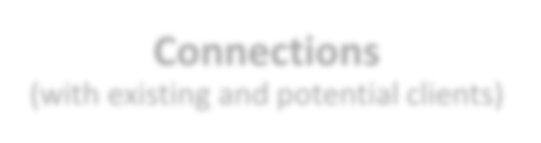 Connections
(with existing and potential clients)